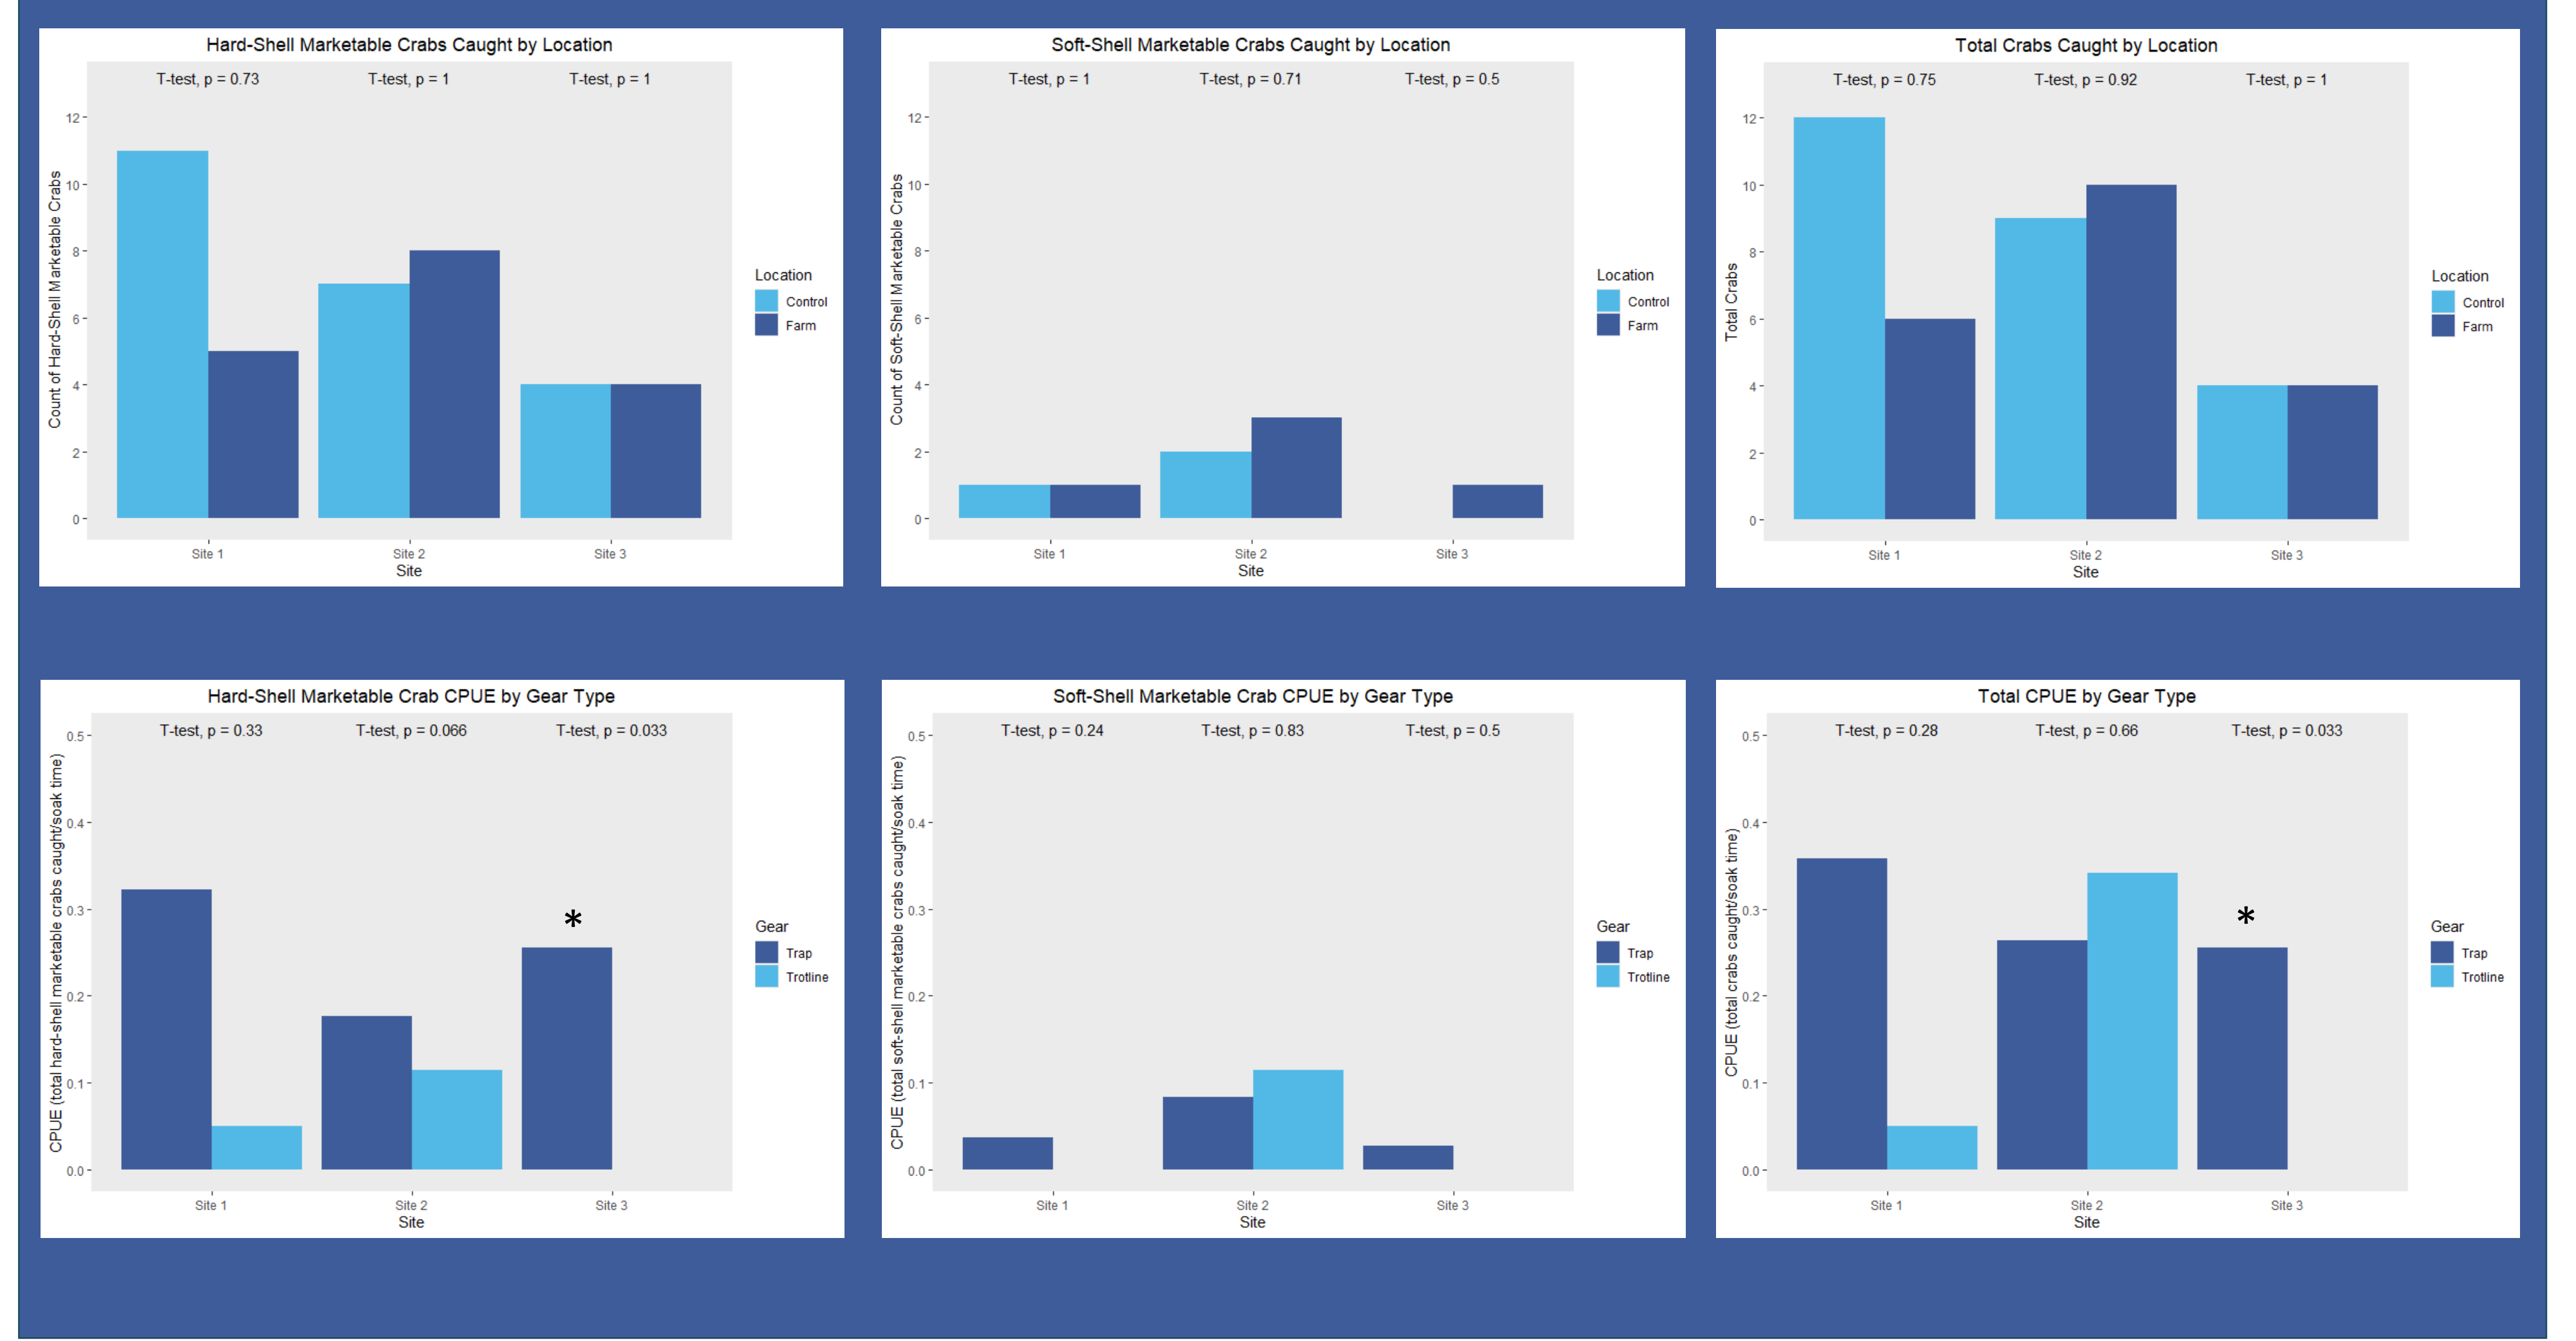 Hard-Shell Marketable Crabs Caught by Location
T-test, p = 0.73
T-test, p = 1
T-test, p = 1
Count of Hard-Shell Marketable Crabs
12
10
8
6
4
2
0
Site 1
Site 2
Site 3
Site
Location
Control
Farm
Soft-Shell Marketable Crabs Caught by Location
T-test, p = 1
T-test, p = 0.71
T-test, p = 0.5
Count of Soft-Shell Marketable Crabs
12
10
8
6
4
2
0
Site 1
Site 2
Site 3
Site
Location
Control
Farm
Total Crabs Caught by Location
T-test, p = 0.75
T-test, p = 0.92
T-test, p = 1
Total Crabs
12
10
8
6
4
2
0
Site 1
Site 2
Site 3
Site
Location
Control
Farm
Hard-Shell Marketable Crab CPUE by Gear Type
T-test, p = 0.33
T-test, p = 0.066
T-test, p = 0.033
CPUE (total hard-shell marketable crabs caught/soak time)
0.5
0.4
0.3
0.2
0.1
0.0
*
Site 1
Site 2
Site 3
Site
Gear
Trap
Trotline
Soft-Shell Marketable Crab CPUE by Gear Type
T-test, p = 0.24
T-test, p = 0.83
T-test, p = 0.5
CPUE (total soft-shell marketable crabs caught/soak time)
0.5
0.4
0.3
0.2
0.1
0.0
Site 1
Site 2
Site 3
Site
Gear
Trap
Trotline
Total CPUE by Gear Type
T-test, p = 0.28
T-test, p = 0.66
T-test, p = 0.033
CPUE (total crabs caught/soak time)
0.5
0.4
0.3
0.2
0.1
0.0
*
Site 1
Site 2
Site 3
Site
Gear
Trap
Trotline